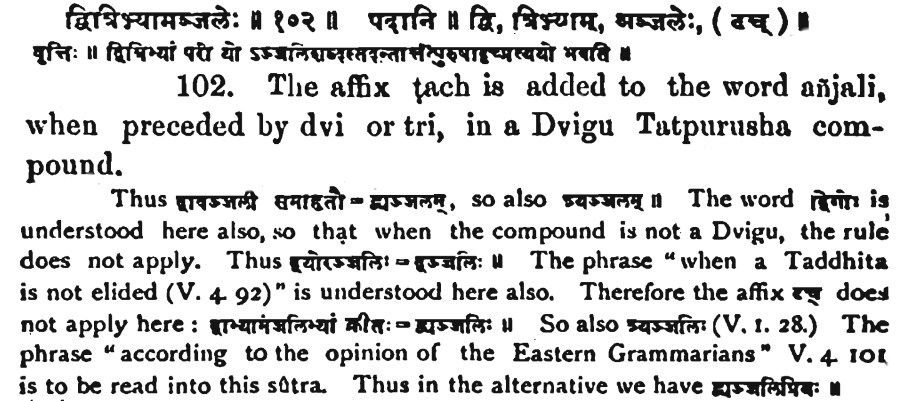 द्वित्रिभ्यामञ्जलेः ॥ १०२ ॥ पदानि ॥ द्वि, त्रिभ्याम्, अञ्जलेः, ( टच् ) ॥
वृत्तिः ॥ द्वित्रिभ्यां परो यो ऽञ्जलिशब्दस्तदन्तात्तत्पुरुषाट्टच्प्रत्ययो भवति ॥
102. The affix ṭach is added to the word añjali,
when preceded by dvi or tri, in a Dvigu Tatpurusha com-
pound.
Thus द्वावञ्जली समाहृतौ = द्व्यञ्जलम्, so also त्र्यञ्जलम् ॥ The word द्विगोः is
understood here also, so that when the compound is not a Dvigu, the rule
does not apply. Thus द्वयोरञ्जलिः = द्व्यञ्जलिः ॥ The phrase "when a Taddhita
is not elided (V. 4. 92)" is understood here also. Therefore the affix टच् does
not apply here : द्वाभ्यामंजलिभ्यां क्रीतः = द्व्यञ्जलिः ॥ So also त्र्यञ्जलिः (V. 1. 28.) The
phrase "according to the opinion of the Eastern Grammarians" V. 4 101
is to be read into this sûtra. Thus in the alternative we have द्व्यञ्जलिप्रियः ॥